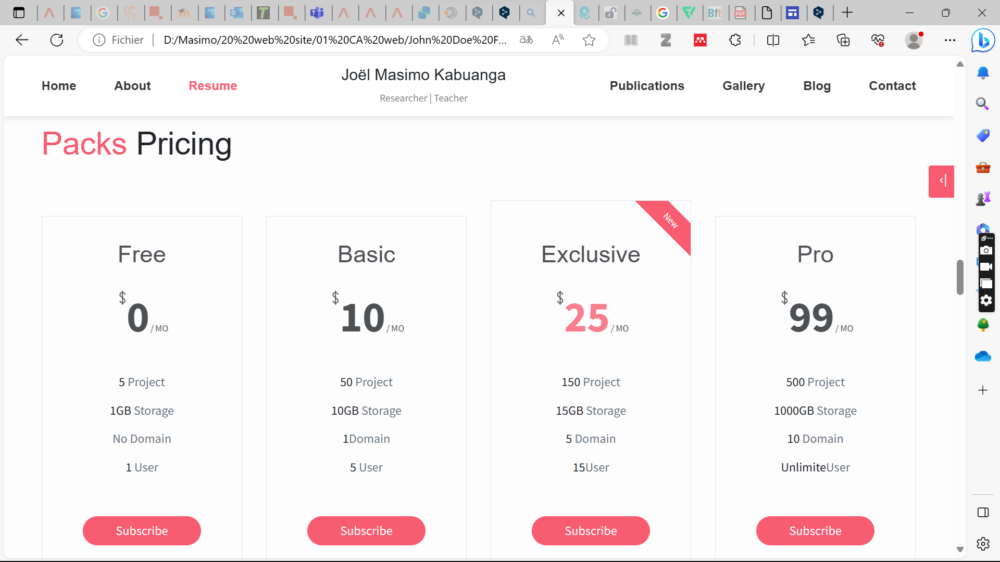 Fichier
D:/Masimo/20%20web%20site/01%20CA%20web/John%20Doe%20F...
Home
About
Resume
Joël Masimo Kabuanga
Researcher | Teacher
Publications
Gallery
Blog
Contact
Packs Pricing
Free
$0 / MO
5 Project
1GB Storage
No Domain
1 User
Subscribe
Basic
$10 / MO
50 Project
10GB Storage
1Domain
5 User
Subscribe
New
Exclusive
$25 / MO
150 Project
15GB Storage
5 Domain
15User
Subscribe
Pro
$99 / MO
500 Project
1000GB Storage
10 Domain
UnlimiteUser
Subscribe